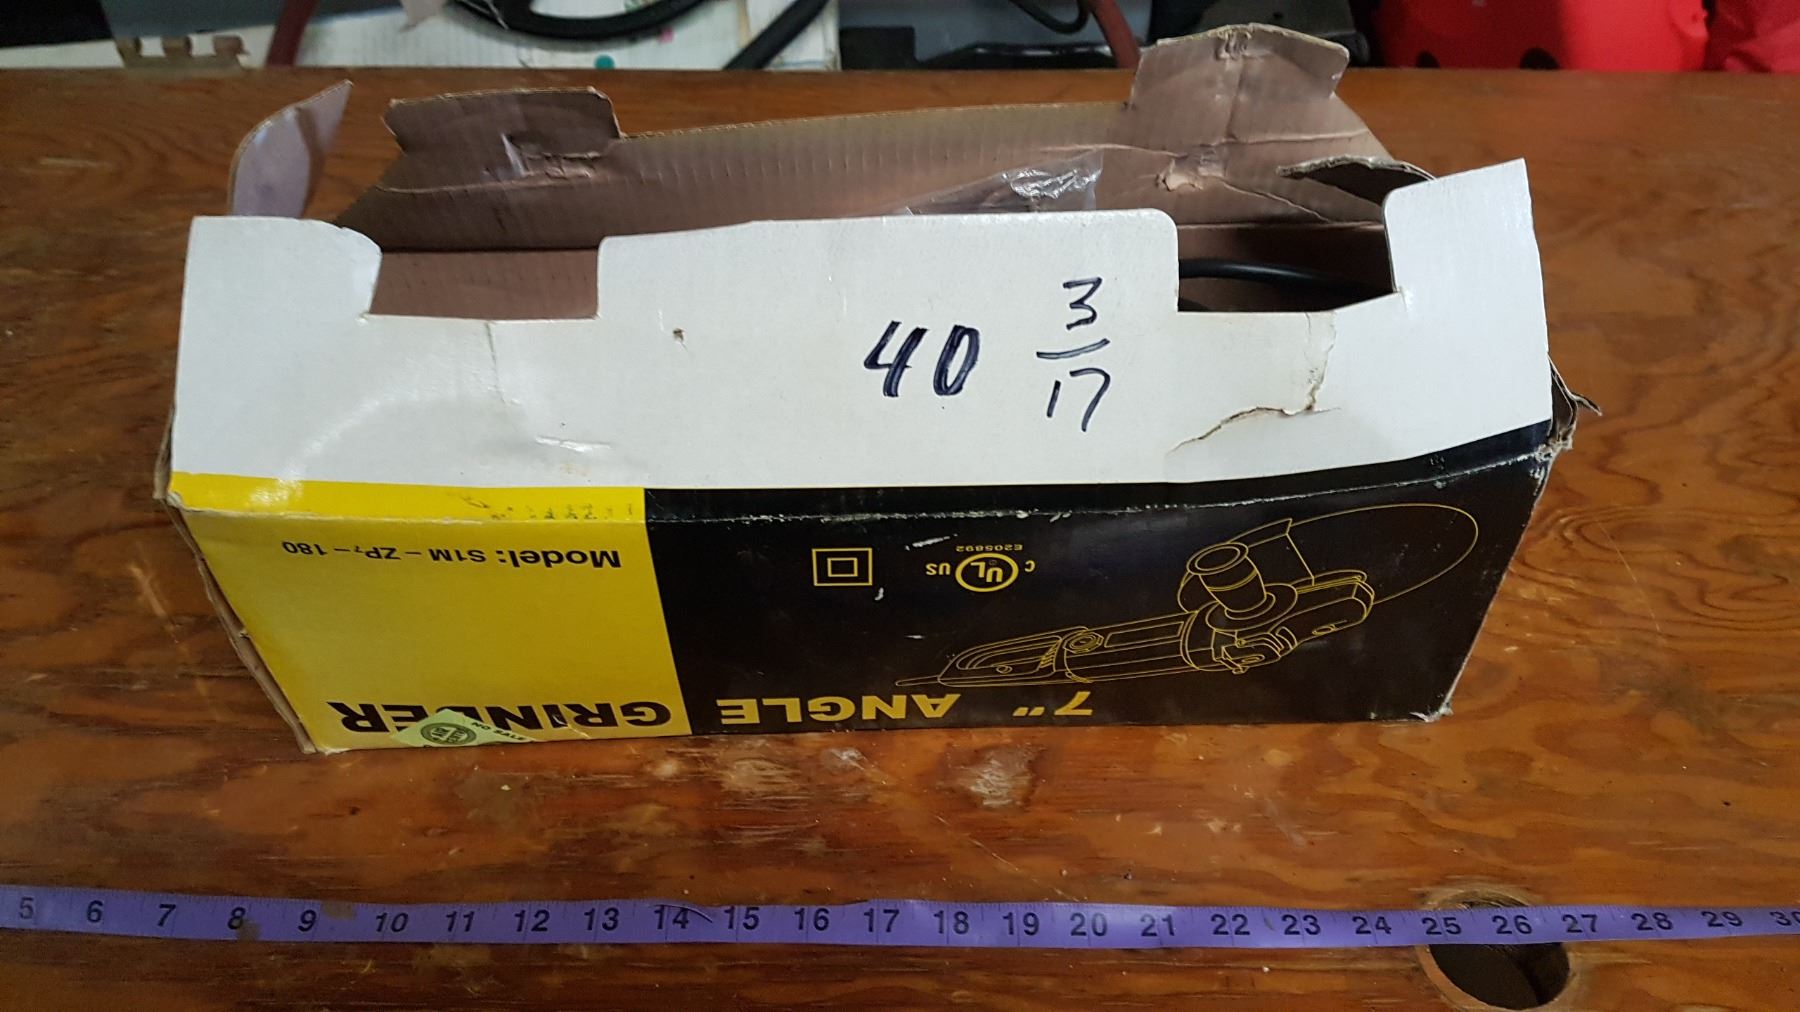 40 3/17
7" ANGLE GRINDER
C UL US
E205892
Model: S1M-ZP7-180
5 6 7 8 9 10 11 12 13 14 15 16 17 18 19 20 21 22 23 24 25 26 27 28 29 30